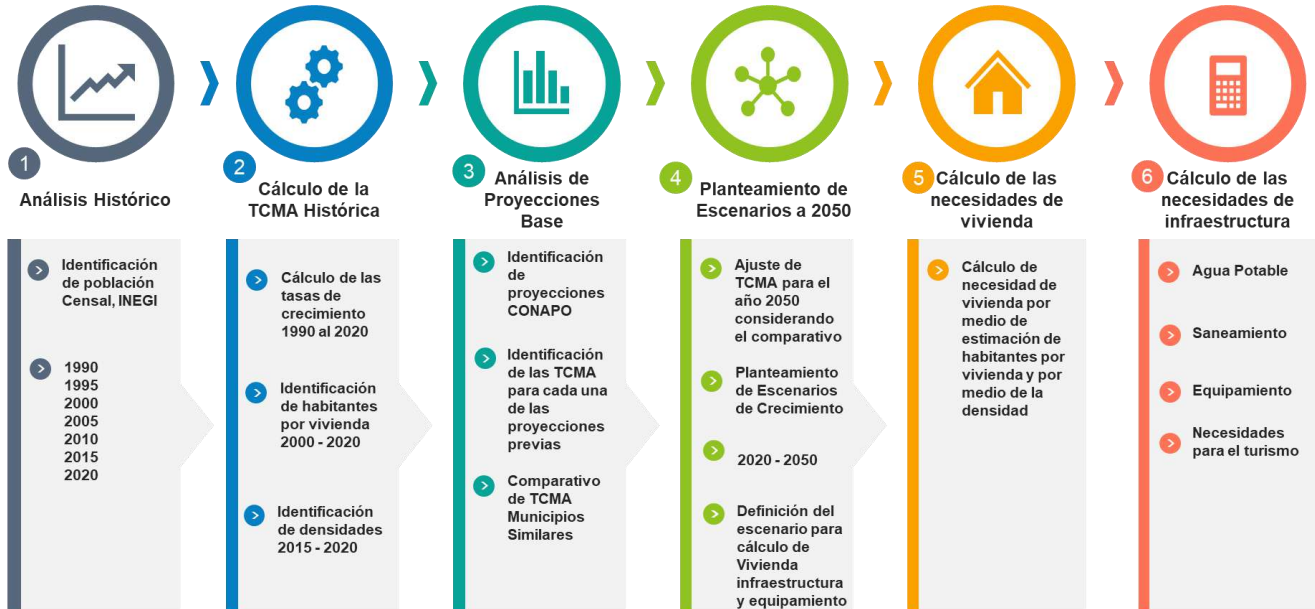 1
Análisis Histórico
Identificación
de población
Censal, INEGI
1990
1995
2000
2005
2010
2015
2020
2
Cálculo de la
TCMA Histórica
Cálculo de las
tasas de
crecimiento
1990 al 2020
Identificación
de habitantes
por vivienda
2000 - 2020
Identificación
de densidades
2015 - 2020
3
Análisis de
Proyecciones
Base
Identificación
de
proyecciones
CONAPO
Identificación
de las TCMA
para cada una
de las
proyecciones
previas
Comparativo
de TCMA
Municipios
Similares
4
Planteamiento de
Escenarios a 2050
Ajuste de
TCMA para el
año 2050
considerando
el comparativo
Planteamiento
de Escenarios
de Crecimiento
2020 - 2050
Definición del
escenario para
cálculo de
Vivienda
infraestructura
y equipamiento
5
Cálculo de las
necesidades de
vivienda
Cálculo de
necesidad de
vivienda por
medio de
estimación de
habitantes por
vivienda y por
medio de la
densidad
6
Cálculo de las
necesidades de
infraestructura
Agua Potable
Saneamiento
Equipamiento
Necesidades
para el turismo